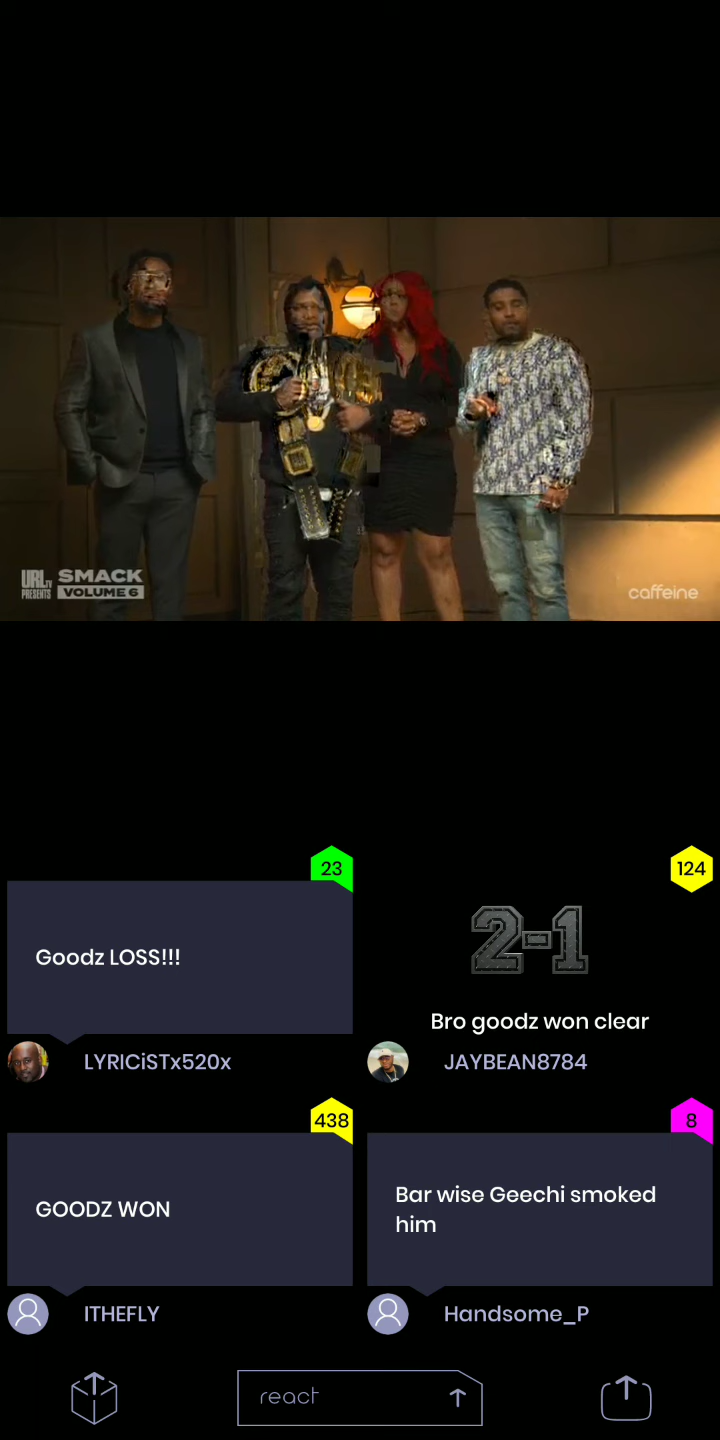 URL TV
PRESENTS
SMACK
VOLUME 6
caffeine
23
Goodz LOSS!!!
LYRICiSTx520x
124
2-1
Bro goodz won clear
JAYBEAN8784
438
GOODZ WON
ITHEFLY
8
Bar wise Geechi smoked
him
Handsome_P
react